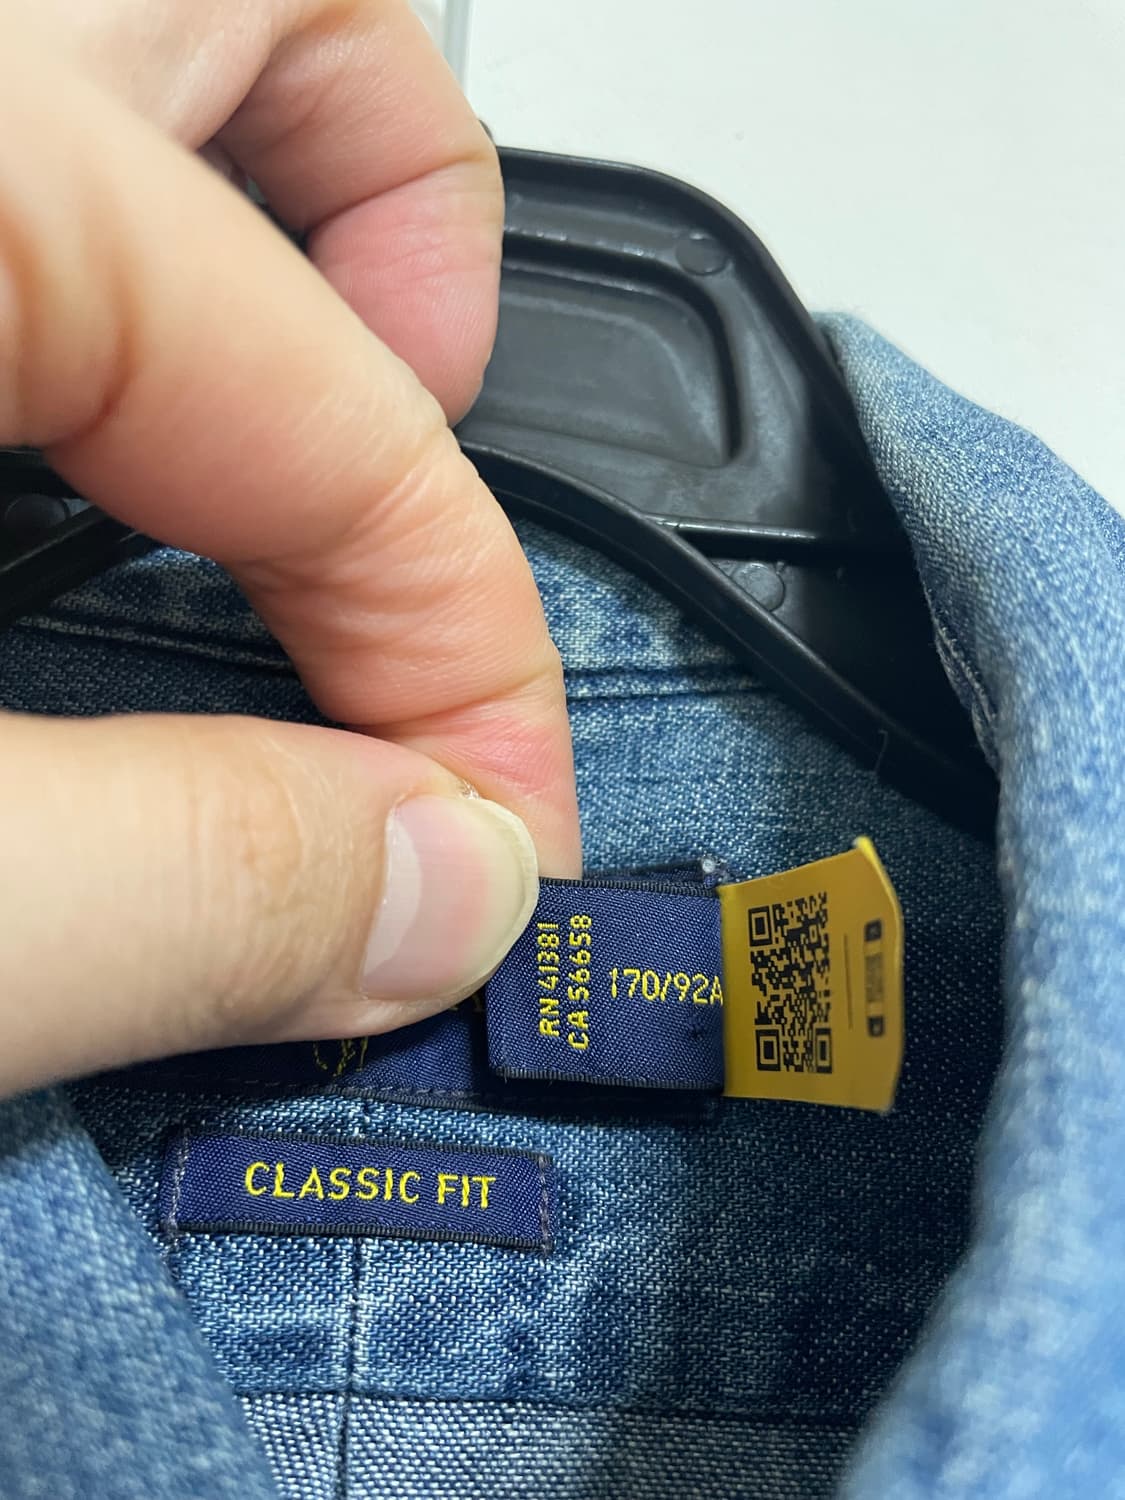 RN 41381
CA 56658
170/92A
CLASSIC FIT